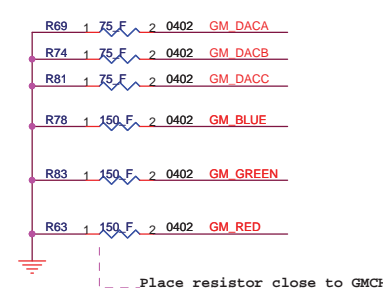 R69 1 75_F 2 0402 GM_DACA
R74 1 75_F 2 0402 GM_DACB
R81 1 75_F 2 0402 GM_DACC
R78 1 150_F 2 0402 GM_BLUE
R83 1 150_F 2 0402 GM_GREEN
R63 1 150_F 2 0402 GM_RED
Place resistor close to GMCH